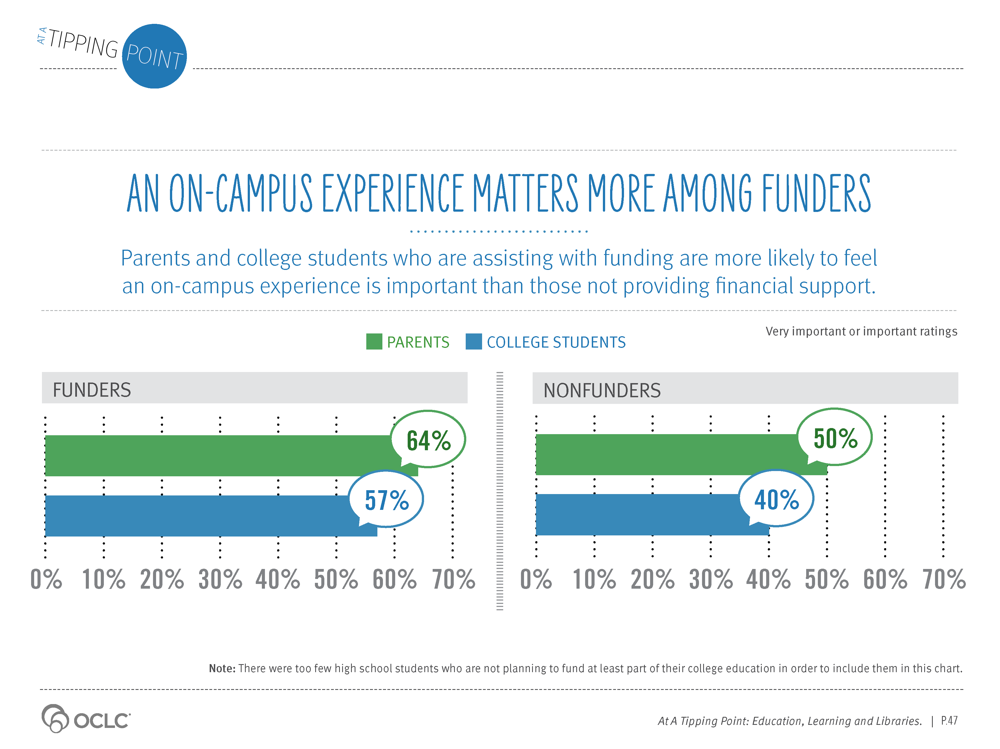 AT A TIPPING POINT
AN ON-CAMPUS EXPERIENCE MATTERS MORE AMONG FUNDERS
Parents and college students who are assisting with funding are more likely to feel
an on-campus experience is important than those not providing financial support.
Very important or important ratings
PARENTS COLLEGE STUDENTS
FUNDERS
64%
57%
0% 10% 20% 30% 40% 50% 60% 70%
NONFUNDERS
50%
40%
0% 10% 20% 30% 40% 50% 60% 70%
Note: There were too few high school students who are not planning to fund at least part of their college education in order to include them in this chart.
OCLC
At A Tipping Point: Education, Learning and Libraries. | P.47